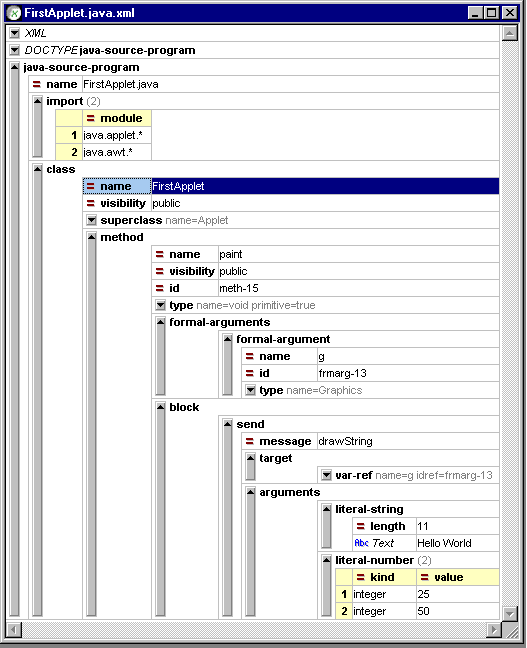 FirstApplet.java.xml
XML
DOCTYPE java-source-program
java-source-program
= name FirstApplet.java
import (2)
= module
1 java.applet.*
2 java.awt.*
class
= name FirstApplet
= visibility public
superclass name=Applet
method
= name paint
= visibility public
= id meth-15
type name=void primitive=true
formal-arguments
formal-argument
= name g
= id frmarg-13
type name=Graphics
block
send
= message drawString
target
var-ref name=g idref=frmarg-13
arguments
literal-string
= length 11
Abc Text Hello World
literal-number (2)
= kind = value
1 integer 25
2 integer 50